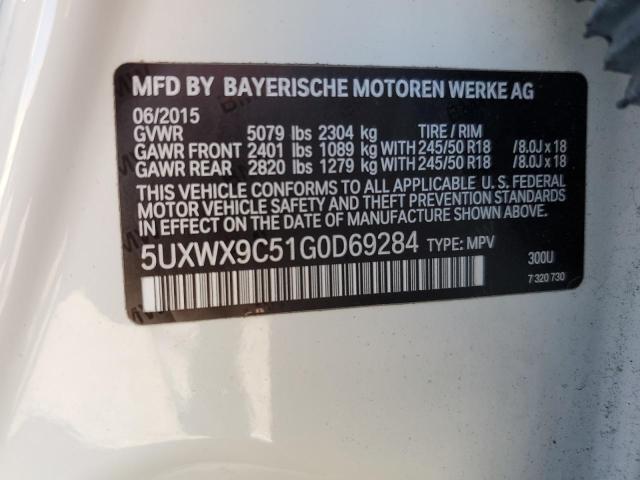 MFD BY BAYERISCHE MOTOREN WERKE AG
06/2015
GVWR 5079 lbs 2304 kg TIRE / RIM
GAWR FRONT 2401 lbs 1089 kg WITH 245/50 R18 /8.0J x 18
GAWR REAR 2820 lbs 1279 kg WITH 245/50 R18 /8.0J x 18
THIS VEHICLE CONFORMS TO ALL APPLICABLE U. S. FEDERAL
MOTOR VEHICLE SAFETY AND THEFT PREVENTION STANDARDS
IN EFFECT ON THE DATE OF MANUFACTURE SHOWN ABOVE.
5UXWX9C51G0D69284 TYPE: MPV 300U
7 320 730